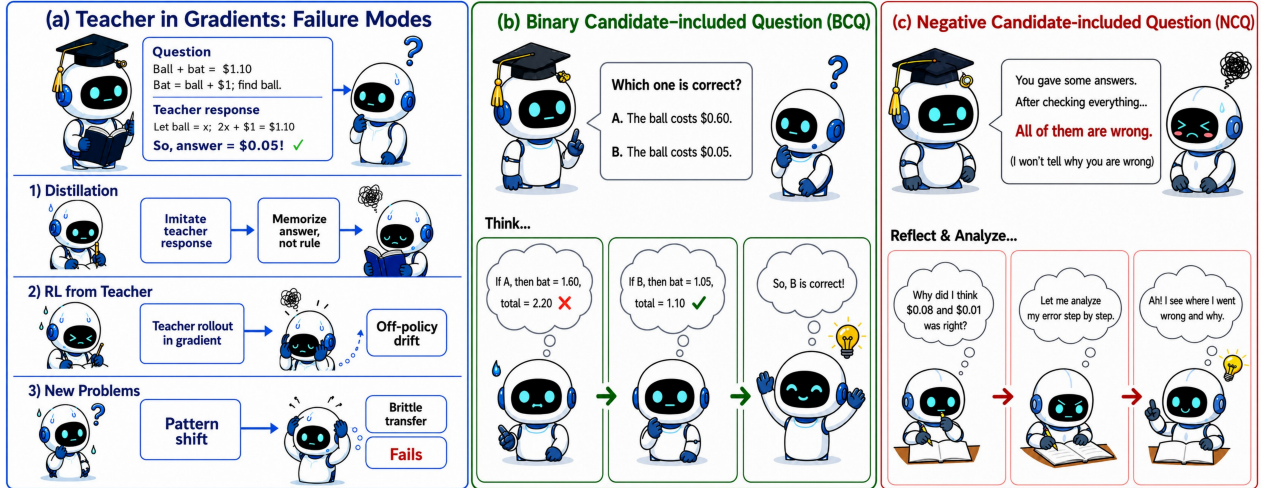 (a) Teacher in Gradients: Failure Modes
Question
Ball + bat = $1.10
Bat = ball + $1; find ball.
Teacher response
Let ball = x; 2x + $1 = $1.10
So, answer = $0.05! ✓
?
1) Distillation
Imitate
teacher
response
Memorize
answer,
not rule
2) RL from Teacher
Teacher rollout
in gradient
Off-policy
drift
3) New Problems
?
Pattern
shift
Brittle
transfer
Fails
(b) Binary Candidate-included Question (BCQ)
Which one is correct?
A. The ball costs $0.60.
B. The ball costs $0.05.
?
Think...
If A, then bat = 1.60,
total = 2.20 ✗
If B, then bat = 1.05,
total = 1.10 ✓
So, B is correct!
(c) Negative Candidate-included Question (NCQ)
You gave some answers.
After checking everything...
All of them are wrong.
(I won't tell why you are wrong)
Reflect & Analyze...
Why did I think
$0.08 and $0.01
was right?
Let me analyze
my error step by step.
Ah! I see where I went
wrong and why.